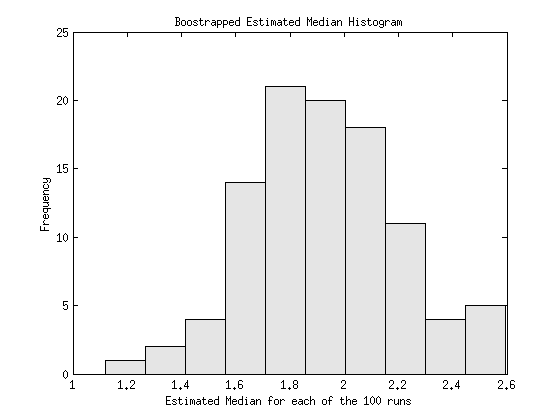 Boostrapped Estimated Median Histogram
25
20
15
10
5
0
Frequency
1 1.2 1.4 1.6 1.8 2 2.2 2.4 2.6
Estimated Median for each of the 100 runs